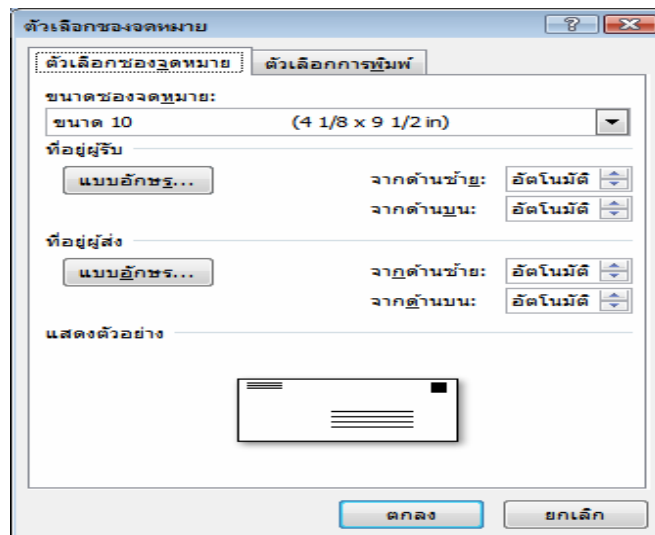 ตัวเลือกซองจดหมาย
ตัวเลือกซองจดหมาย ตัวเลือกการพิมพ์
ขนาดซองจดหมาย:
ขนาด 10 (4 1/8 x 9 1/2 in)
ที่อยู่ผู้รับ
แบบอักษร... จากด้านซ้าย: อัตโนมัติ
จากด้านบน: อัตโนมัติ
ที่อยู่ผู้ส่ง
แบบอักษร... จากด้านซ้าย: อัตโนมัติ
จากด้านบน: อัตโนมัติ
แสดงตัวอย่าง
ตกลง ยกเลิก